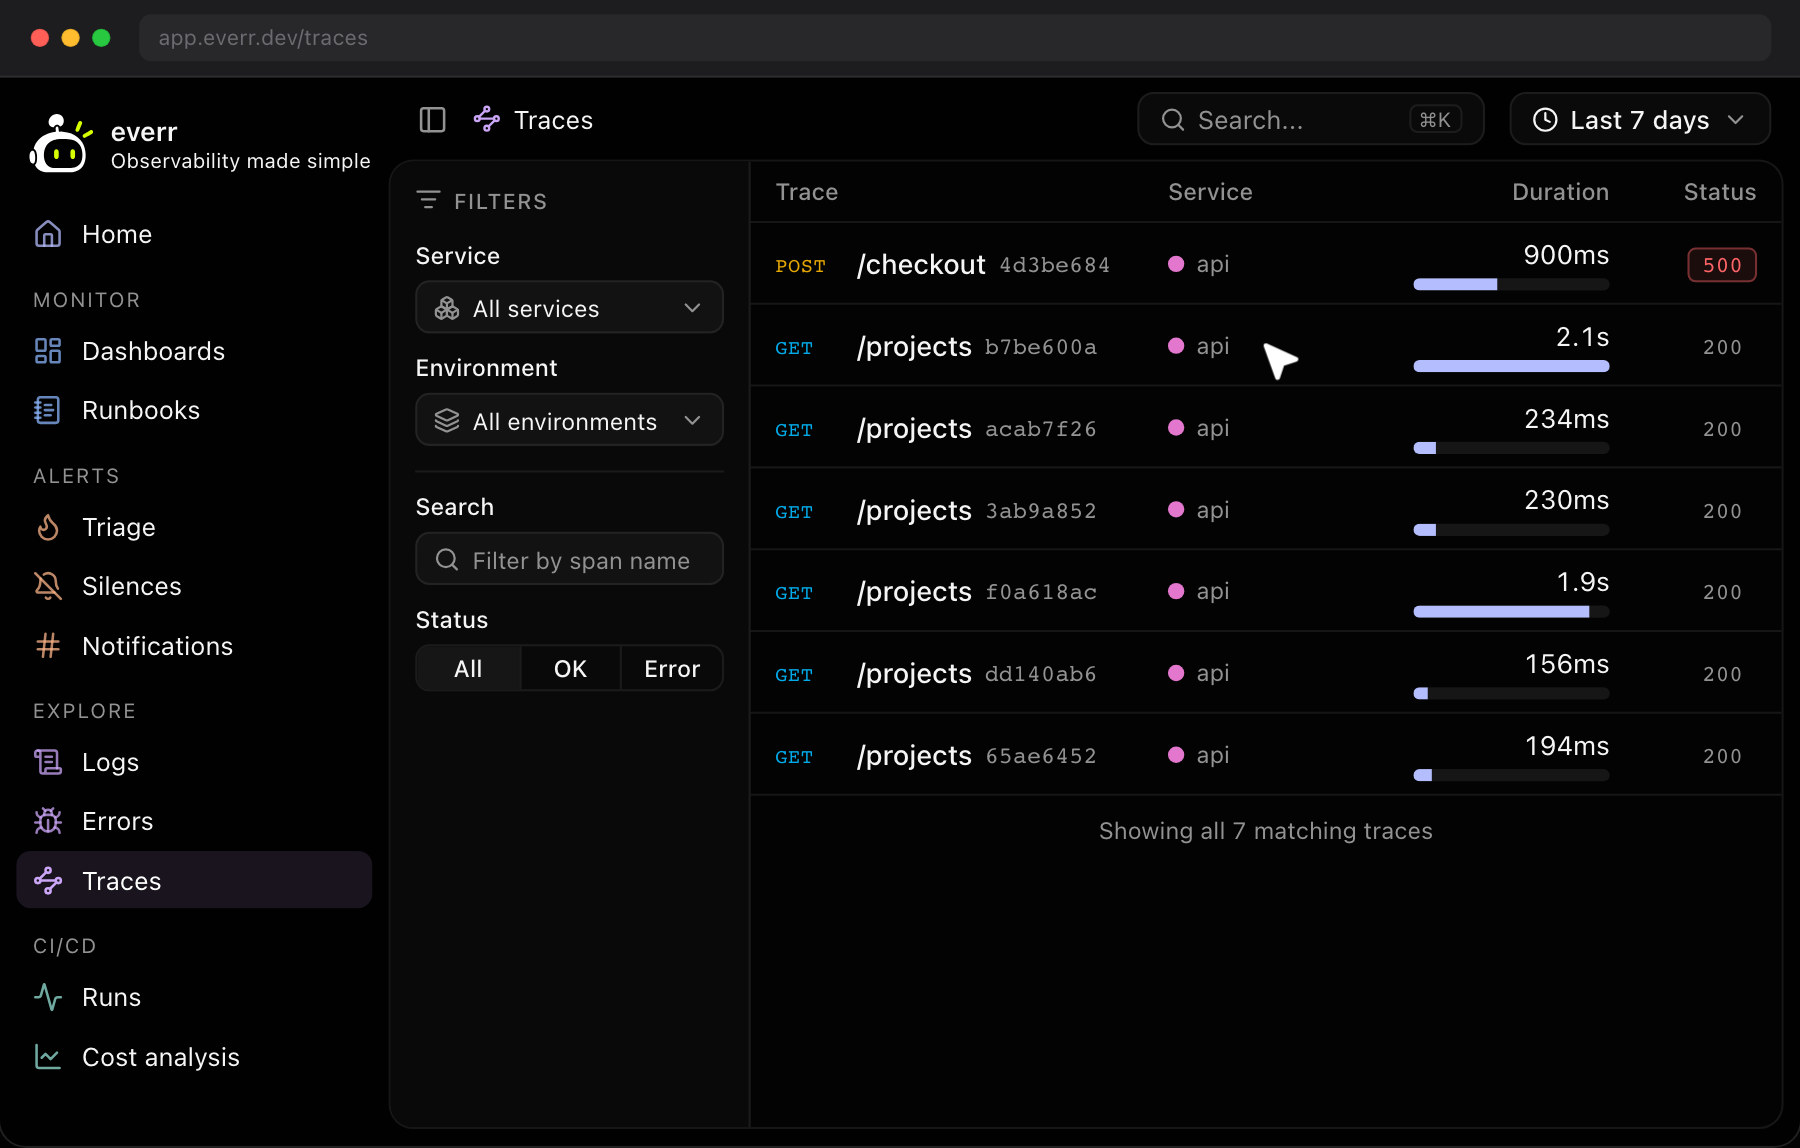 app.everr.dev/traces
everr
Observability made simple
Home
MONITOR
Dashboards
Runbooks
ALERTS
Triage
Silences
Notifications
EXPLORE
Logs
Errors
Traces
CI/CD
Runs
Cost analysis
Traces
Search... ⌘K
Last 7 days
FILTERS
Service
All services
Environment
All environments
Search
Filter by span name
Status
All OK Error
Trace Service Duration Status
POST /checkout 4d3be684 api 900ms 500
GET /projects b7be600a api 2.1s 200
GET /projects acab7f26 api 234ms 200
GET /projects 3ab9a852 api 230ms 200
GET /projects f0a618ac api 1.9s 200
GET /projects dd140ab6 api 156ms 200
GET /projects 65ae6452 api 194ms 200
Showing all 7 matching traces